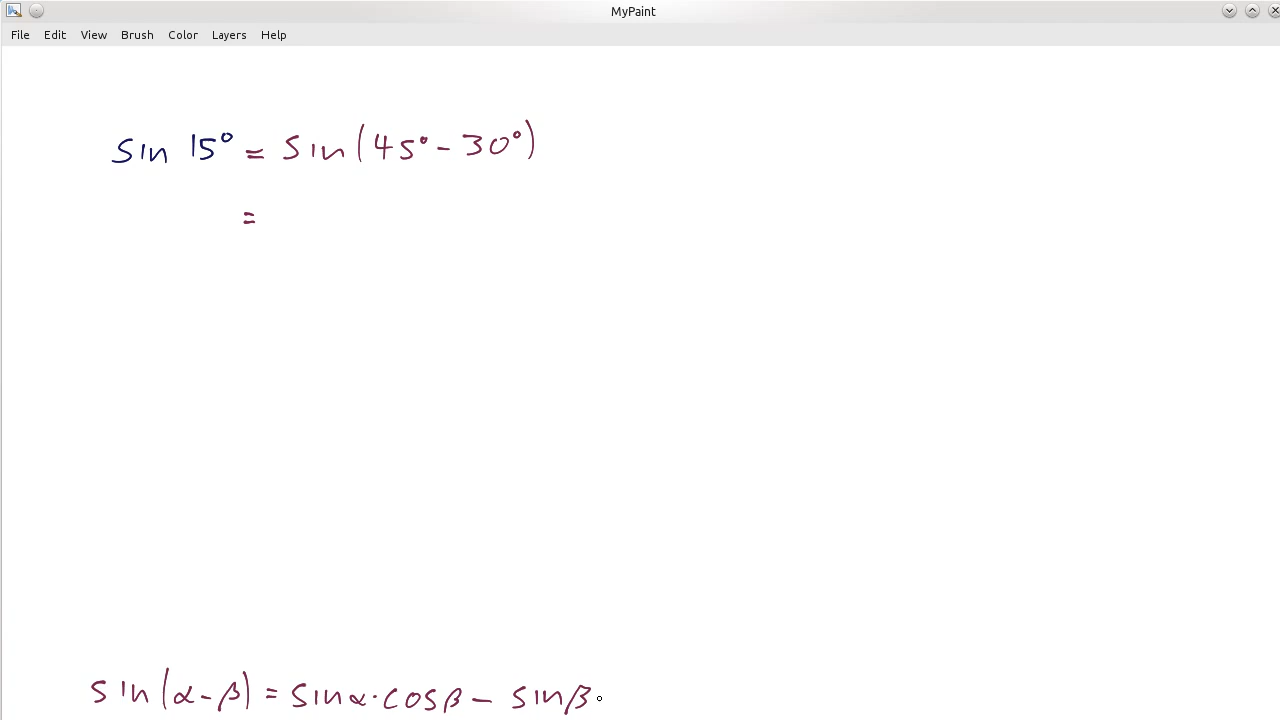 MyPaint
File Edit View Brush Color Layers Help
sin 15° = sin(45° - 30°)
=
sin(α-β) = sinα·cosβ - sinβ